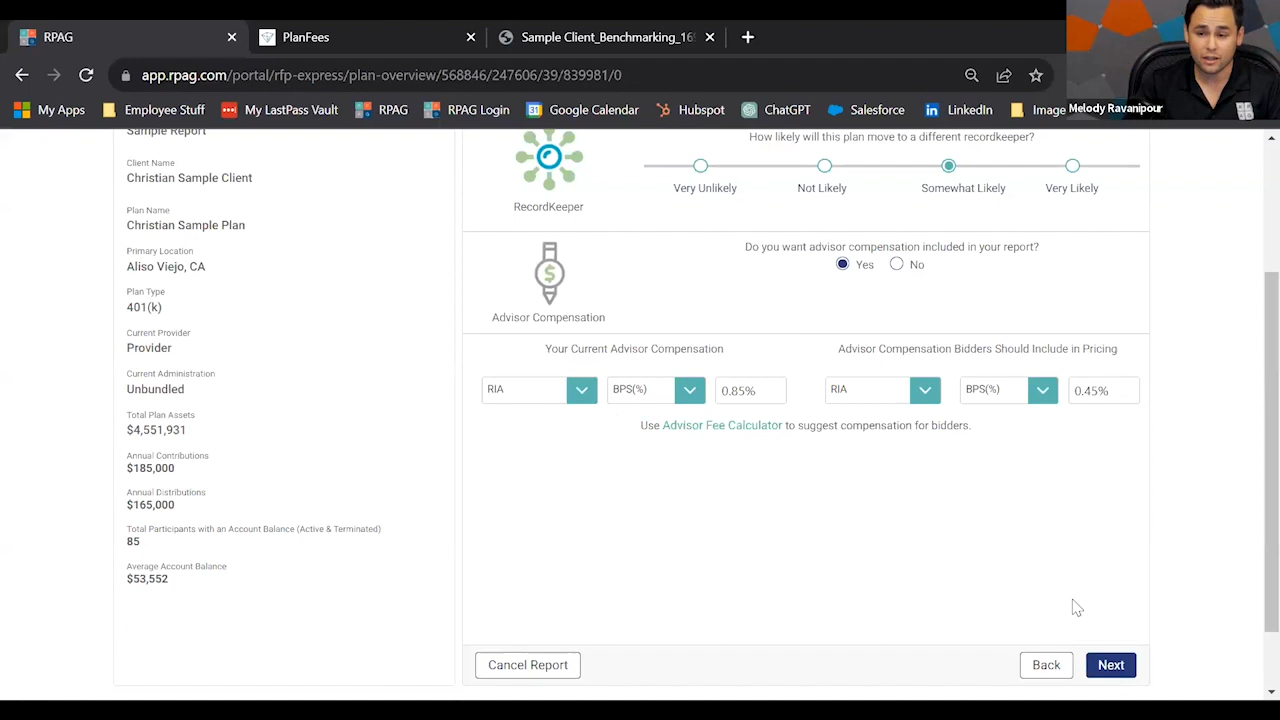 RPAG
PlanFees
Sample Client_Benchmarking_165
app.rpag.com/portal/rfp-express/plan-overview/568846/247606/39/839981/0
My Apps
Employee Stuff
My LastPass Vault
RPAG
RPAG Login
Google Calendar
Hubspot
ChatGPT
Salesforce
LinkedIn
Image
Melody Ravanipour
Sample Report
Client Name
Christian Sample Client
Plan Name
Christian Sample Plan
Primary Location
Aliso Viejo, CA
Plan Type
401(k)
Current Provider
Provider
Current Administration
Unbundled
Total Plan Assets
$4,551,931
Annual Contributions
$185,000
Annual Distributions
$165,000
Total Participants with an Account Balance (Active & Terminated)
85
Average Account Balance
$53,552
RecordKeeper
How likely will this plan move to a different recordkeeper?
Very Unlikely
Not Likely
Somewhat Likely
Very Likely
$
Advisor Compensation
Do you want advisor compensation included in your report?
Yes
No
Your Current Advisor Compensation
RIA
BPS(%)
0.85%
Advisor Compensation Bidders Should Include in Pricing
RIA
BPS(%)
0.45%
Use Advisor Fee Calculator to suggest compensation for bidders.
Cancel Report
Back
Next